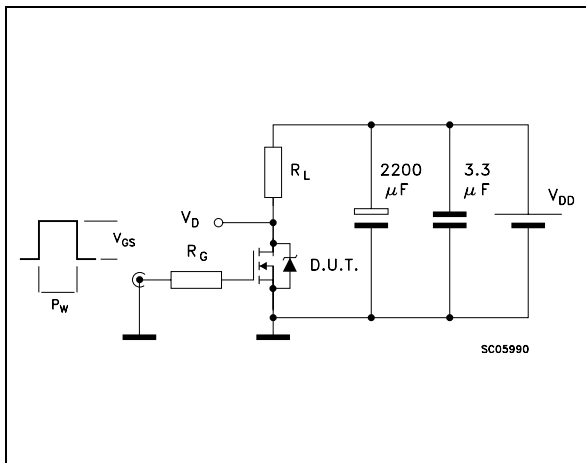 R_L
2200 μF
3.3 μF
V_DD
V_D
V_GS
R_G
D.U.T.
P_W
SC05990